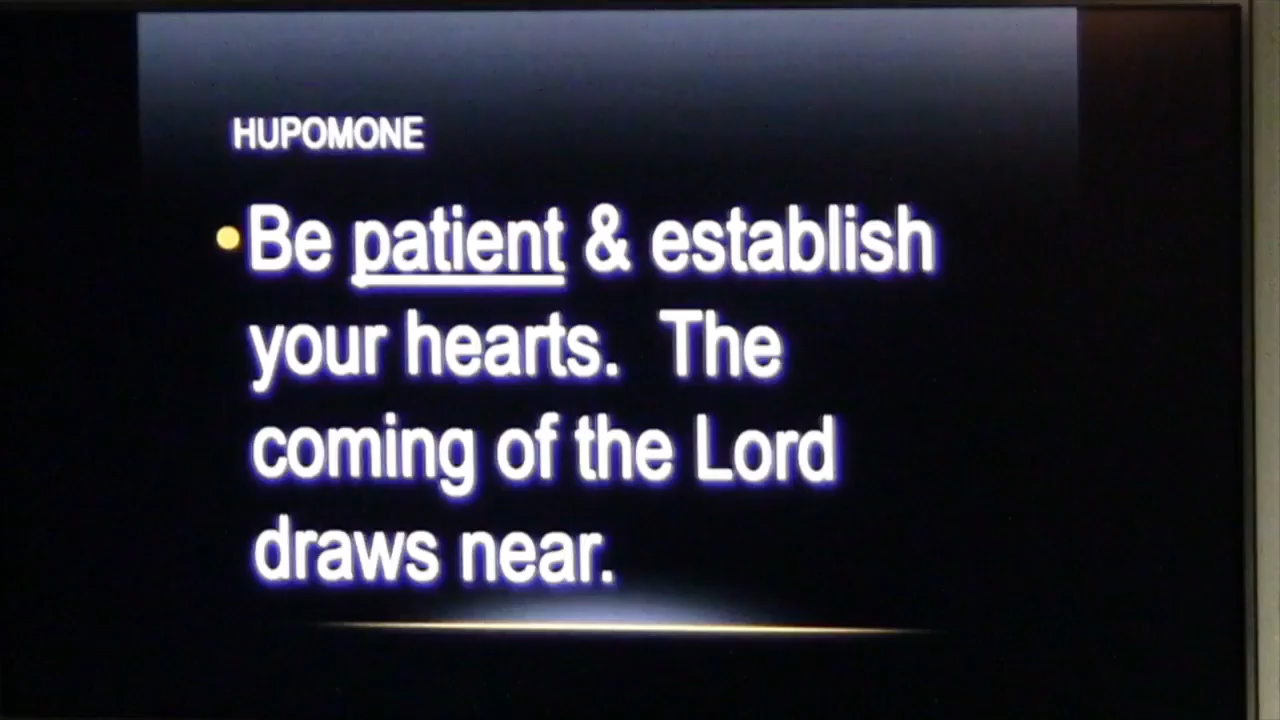 HUPOMONE
• Be patient & establish
your hearts.  The
coming of the Lord
draws near.